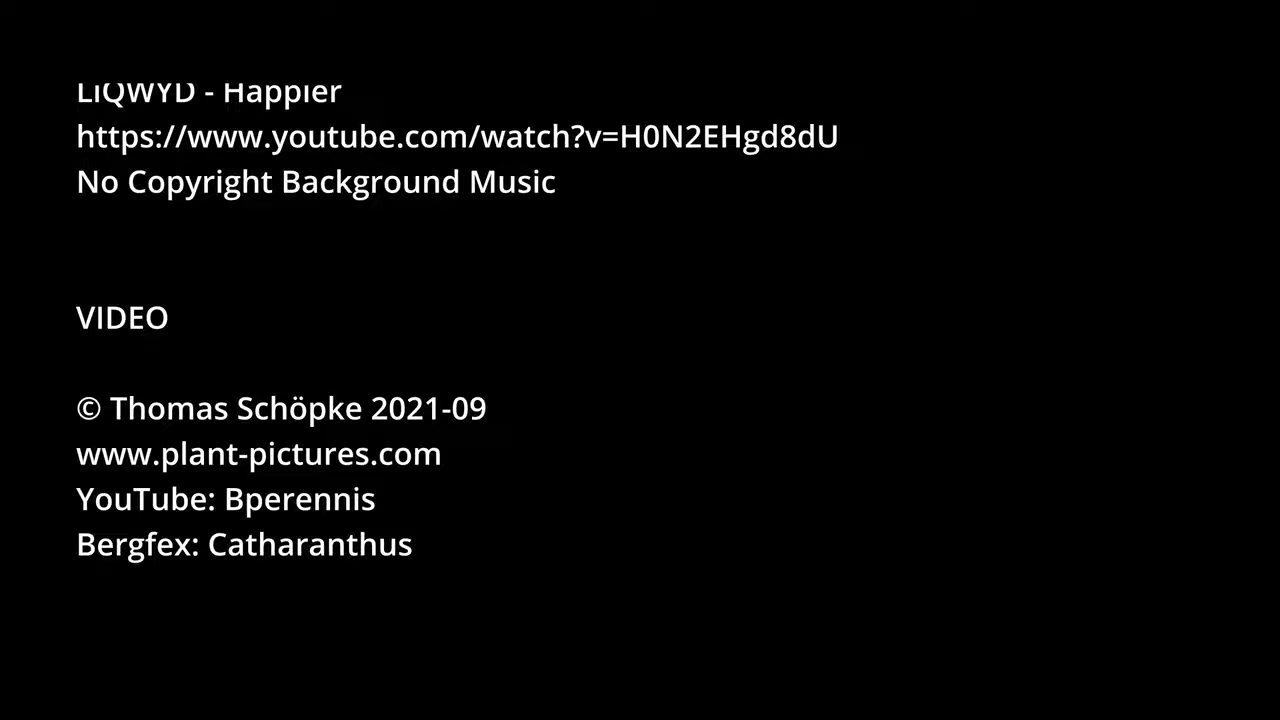 LiQWYD - Happier
https://www.youtube.com/watch?v=H0N2EHgd8dU
No Copyright Background Music
VIDEO
© Thomas Schöpke 2021-09
www.plant-pictures.com
YouTube: Bperennis
Bergfex: Catharanthus